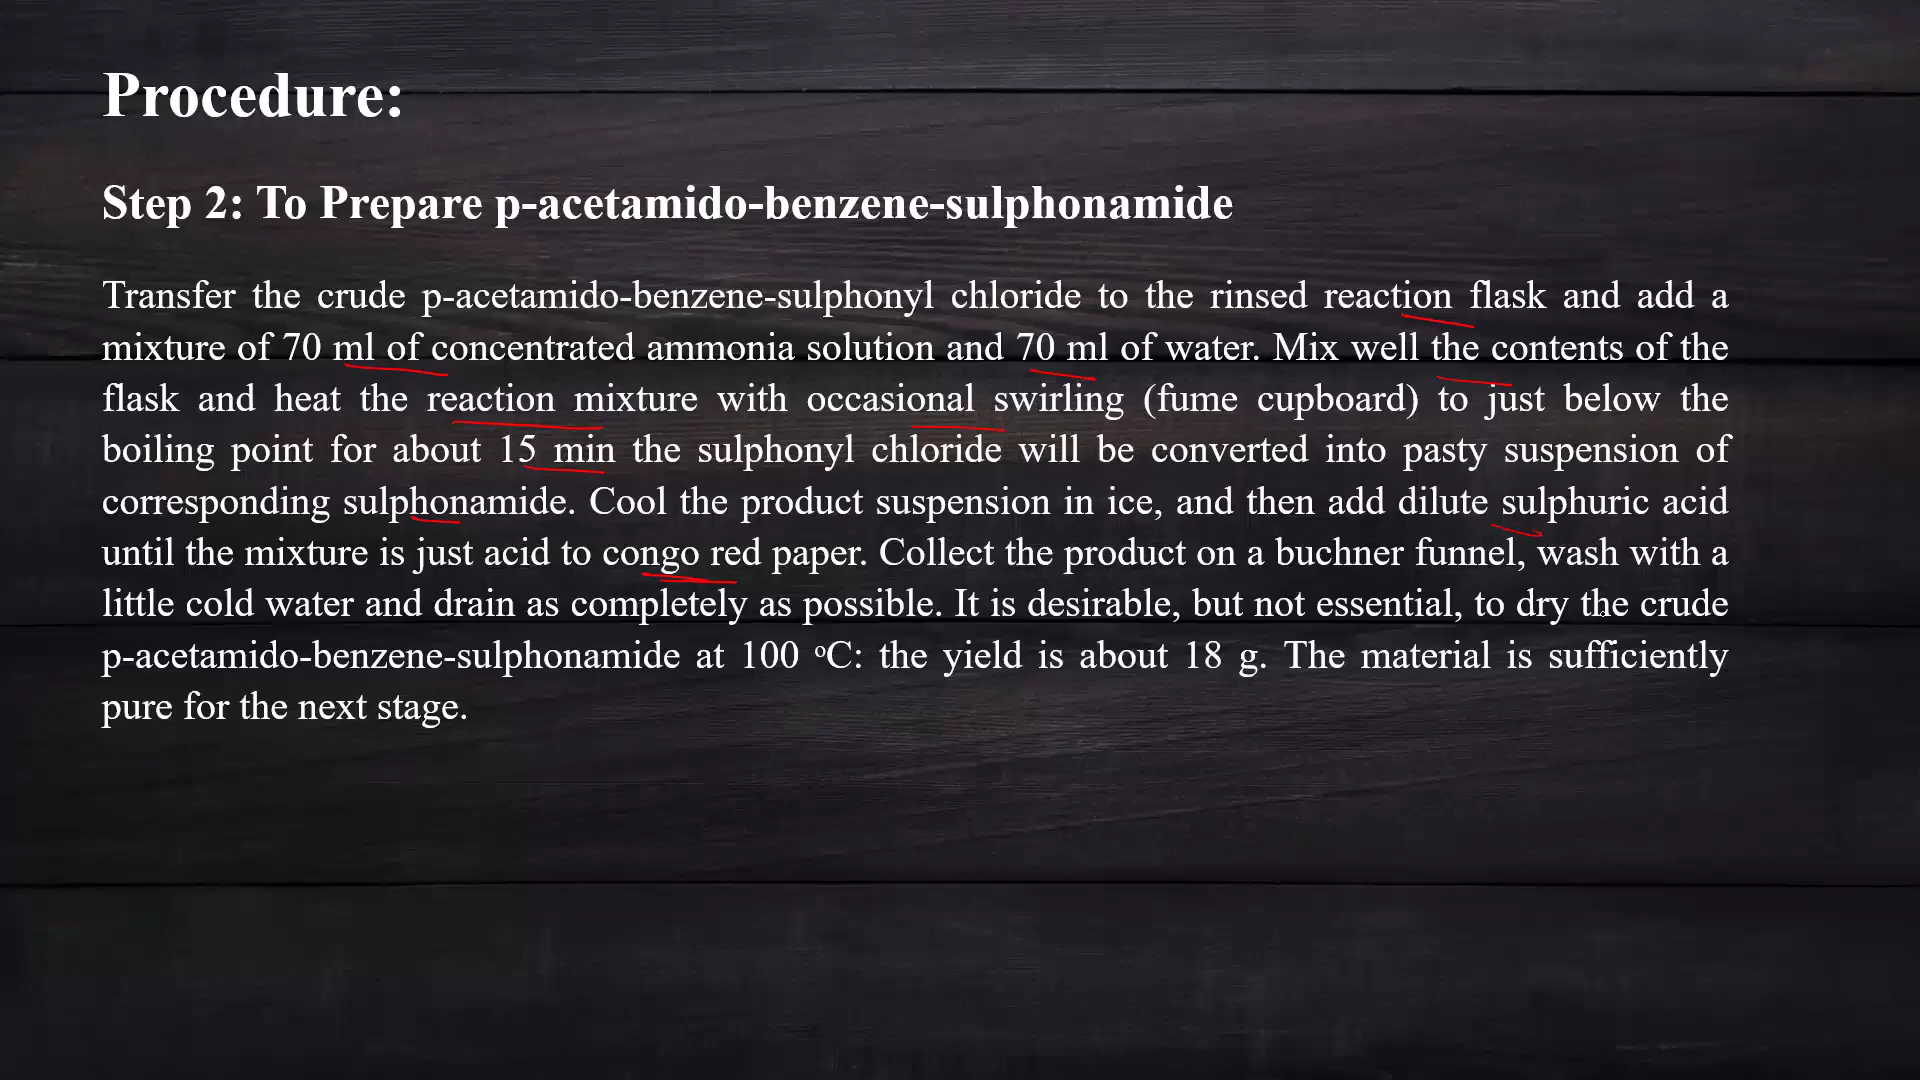 Procedure:
Step 2: To Prepare p-acetamido-benzene-sulphonamide
Transfer the crude p-acetamido-benzene-sulphonyl chloride to the rinsed reaction flask and add a
mixture of 70 ml of concentrated ammonia solution and 70 ml of water. Mix well the contents of the
flask and heat the reaction mixture with occasional swirling (fume cupboard) to just below the
boiling point for about 15 min the sulphonyl chloride will be converted into pasty suspension of
corresponding sulphonamide. Cool the product suspension in ice, and then add dilute sulphuric acid
until the mixture is just acid to congo red paper. Collect the product on a buchner funnel, wash with a
little cold water and drain as completely as possible. It is desirable, but not essential, to dry the crude
p-acetamido-benzene-sulphonamide at 100 ᵒC: the yield is about 18 g. The material is sufficiently
pure for the next stage.